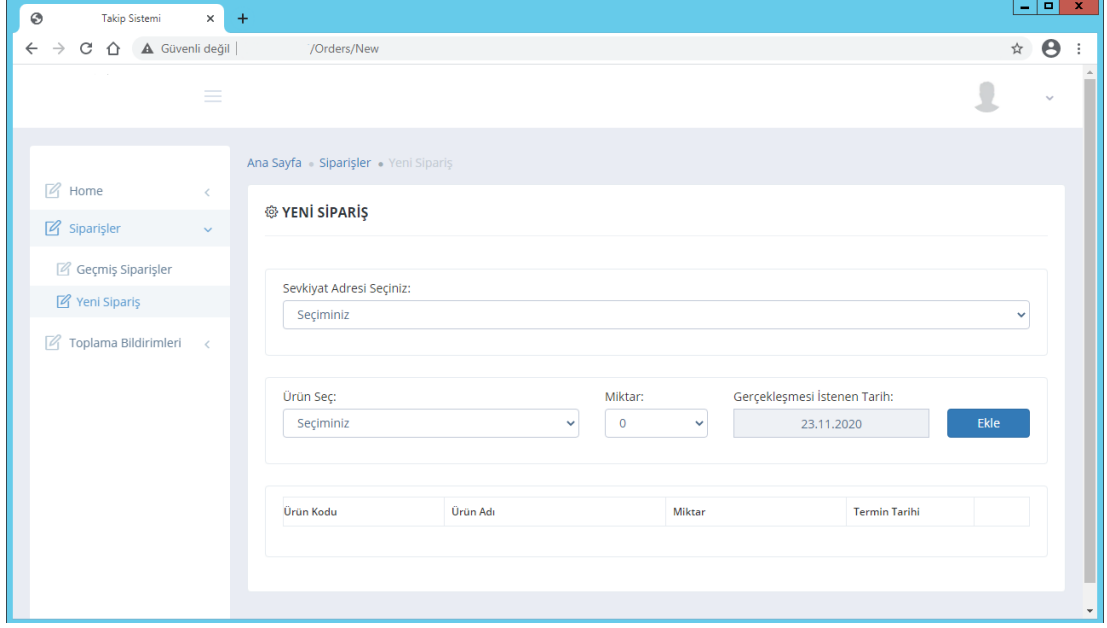 Takip Sistemi
Güvenli değil | /Orders/New
Ana Sayfa Siparişler Yeni Sipariş
Home
Siparişler
Geçmiş Siparişler
Yeni Sipariş
Toplama Bildirimleri
YENİ SİPARİŞ
Sevkiyat Adresi Seçiniz:
Seçiminiz
Ürün Seç: Miktar: Gerçekleşmesi İstenen Tarih:
Seçiminiz 0 23.11.2020 Ekle
Ürün Kodu Ürün Adı Miktar Termin Tarihi